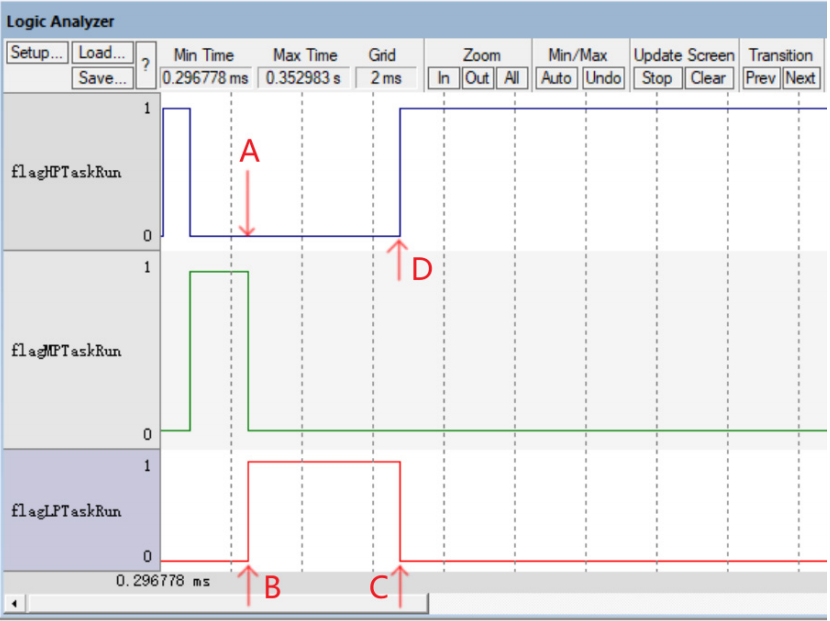 Logic Analyzer
Setup... Load... ? Min Time Max Time Grid Zoom Min/Max Update Screen Transition
Save... 0.296778 ms 0.352983 s 2 ms In Out All Auto Undo Stop Clear Prev Next
1
A
flagHPTaskRun
0
D
1
flagMPTaskRun
0
1
flagLPTaskRun
0
0.296778 ms
B C